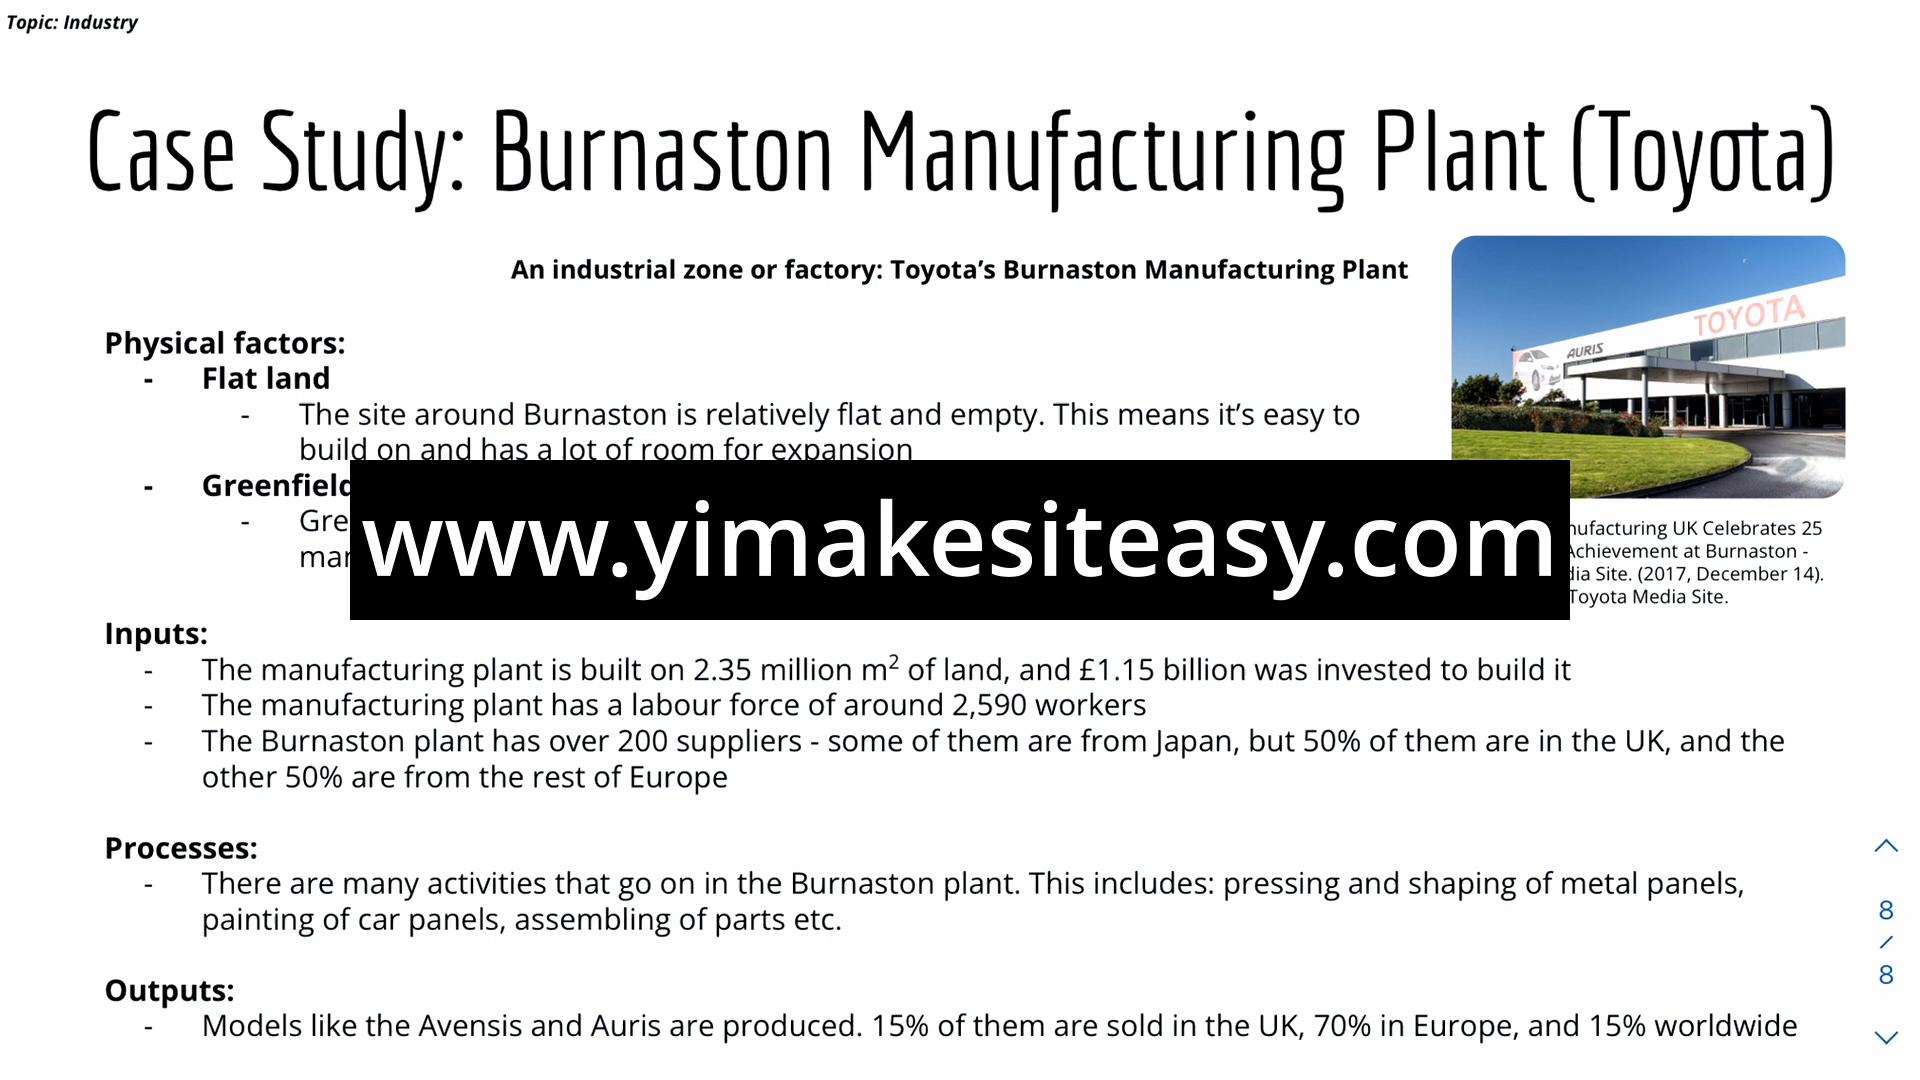 Topic: Industry
Case Study: Burnaston Manufacturing Plant (Toyota)
An industrial zone or factory: Toyota's Burnaston Manufacturing Plant
TOYOTA
AURIS
Physical factors:
- Flat land
- The site around Burnaston is relatively flat and empty. This means it's easy to
build on and has a lot of room for expansion
- Greenfield
www.yimakesiteasy.com
UK Celebrates 25
Achievement at Burnaston -
Site. (2017, December 14).
Toyota Media Site.
Inputs:
- The manufacturing plant is built on 2.35 million m² of land, and £1.15 billion was invested to build it
- The manufacturing plant has a labour force of around 2,590 workers
- The Burnaston plant has over 200 suppliers - some of them are from Japan, but 50% of them are in the UK, and the
other 50% are from the rest of Europe
Processes:
- There are many activities that go on in the Burnaston plant. This includes: pressing and shaping of metal panels,
painting of car panels, assembling of parts etc.
Outputs:
- Models like the Avensis and Auris are produced. 15% of them are sold in the UK, 70% in Europe, and 15% worldwide
8
/
8